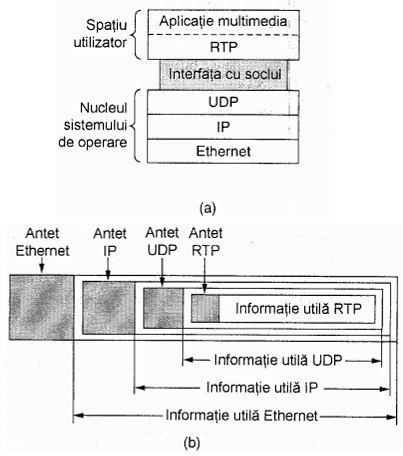 Spațiu
utilizator
Aplicație multimedia
RTP
Interfața cu soclul
Nucleul
sistemului
de operare
UDP
IP
Ethernet
(a)
Antet
Ethernet
Antet
IP
Antet
UDP
Antet
RTP
Informație utilă RTP
Informație utilă UDP
Informație utilă IP
Informație utilă Ethernet
(b)